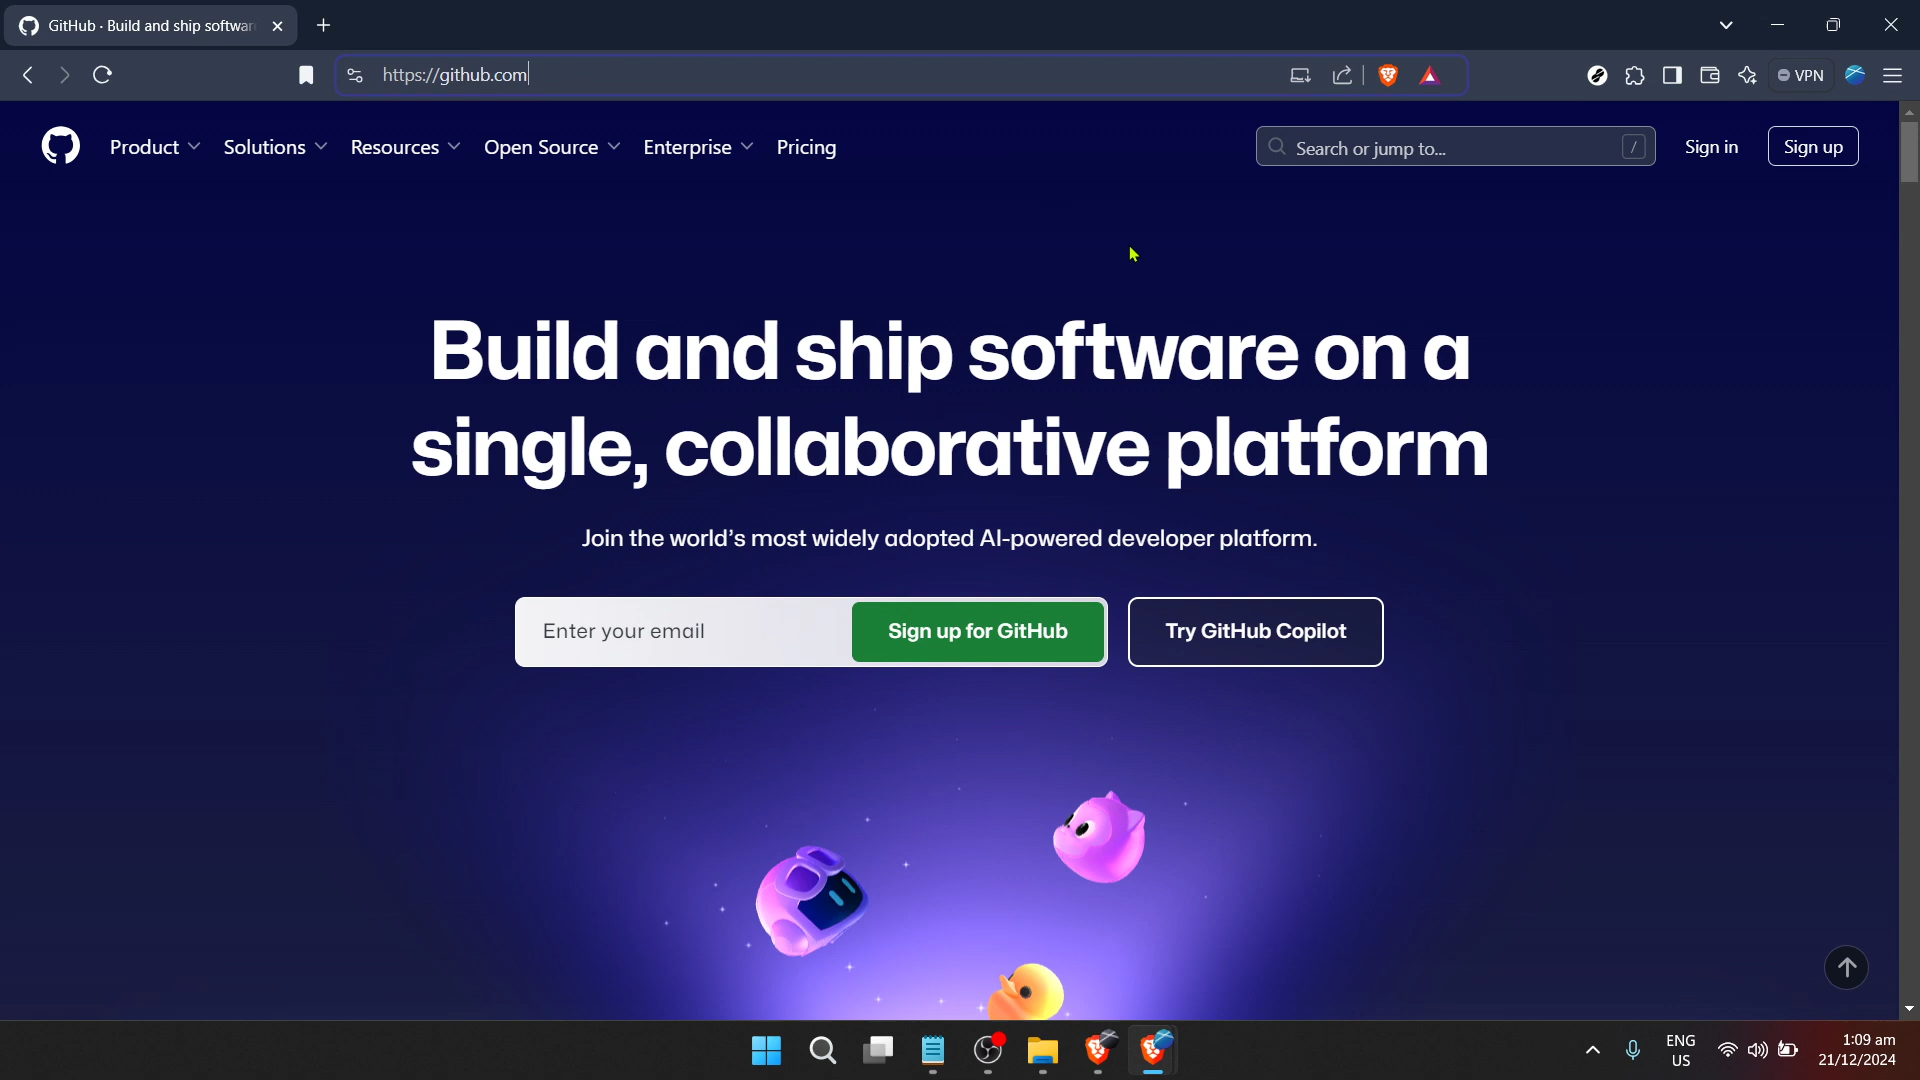 GitHub · Build and ship softwar
https://github.com
VPN
Product
Solutions
Resources
Open Source
Enterprise
Pricing
Search or jump to...
/
Sign in
Sign up
Build and ship software on a
single, collaborative platform
Join the world's most widely adopted AI-powered developer platform.
Enter your email
Sign up for GitHub
Try GitHub Copilot
ENG
US
1:09 am
21/12/2024